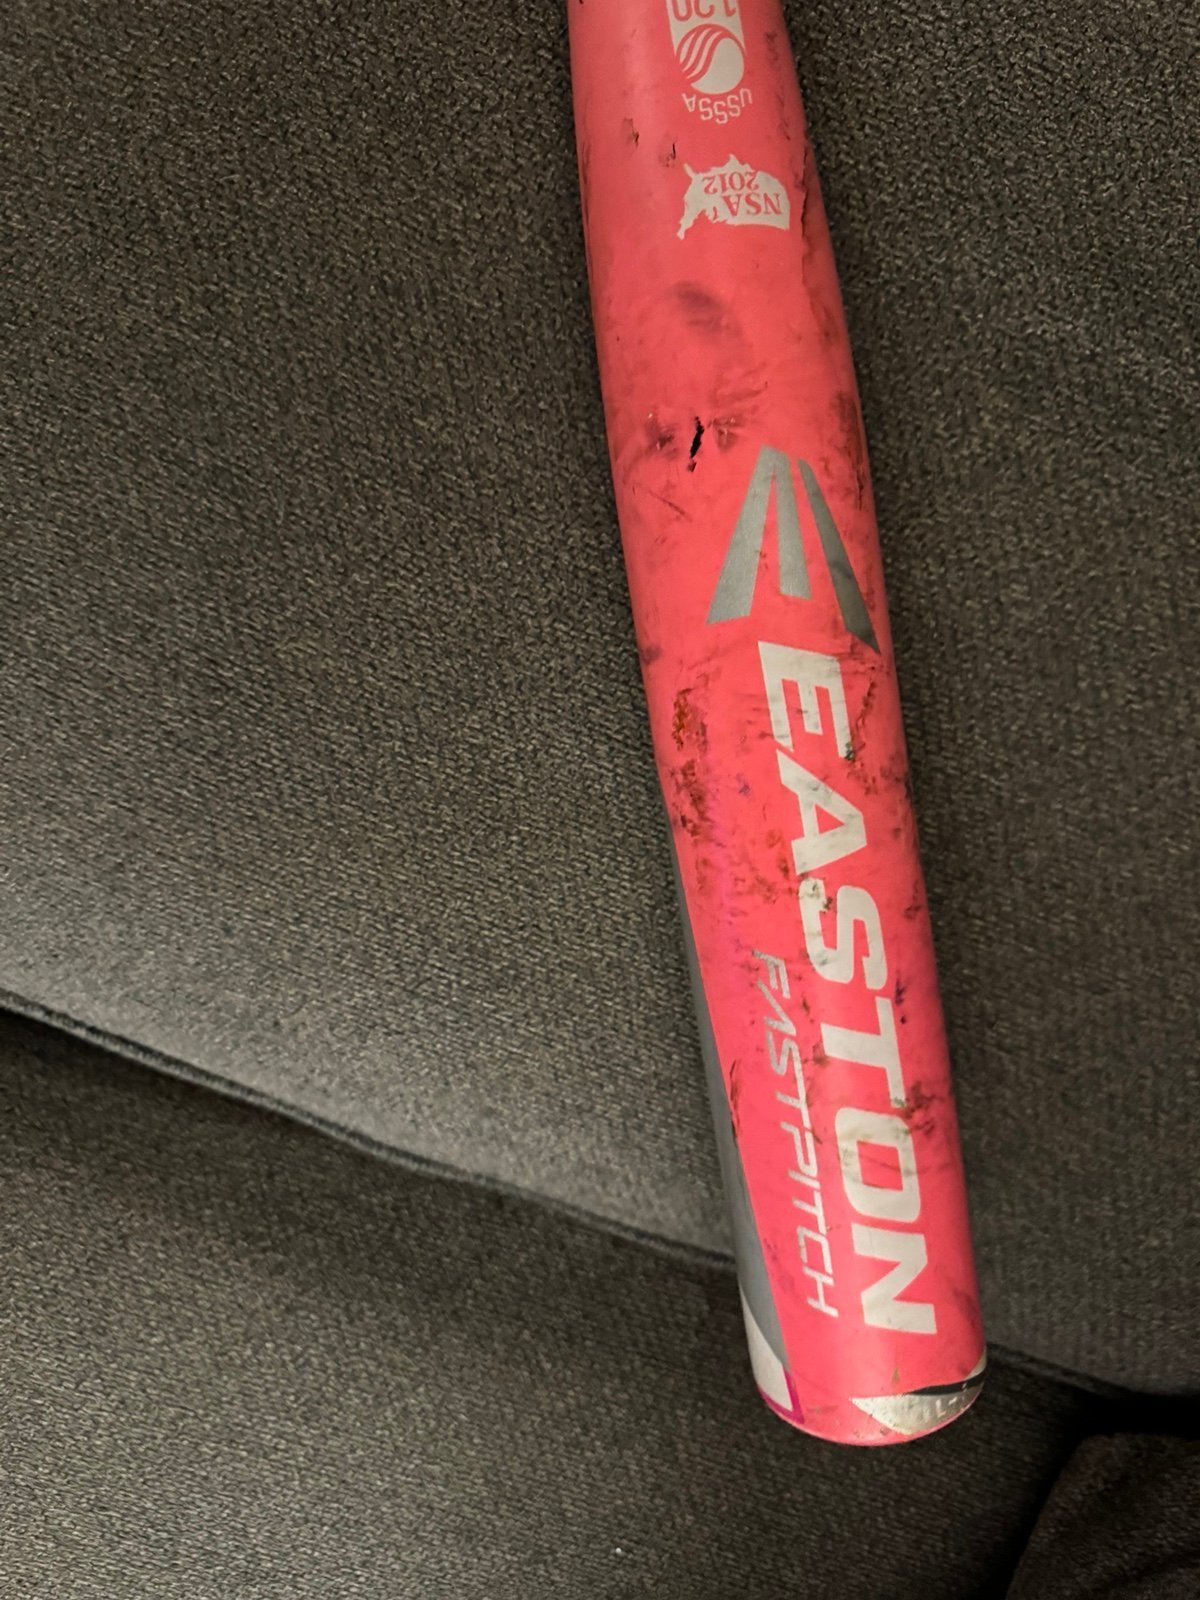 1.20
USSSA
NSA
2012
EASTON
FASTPITCH